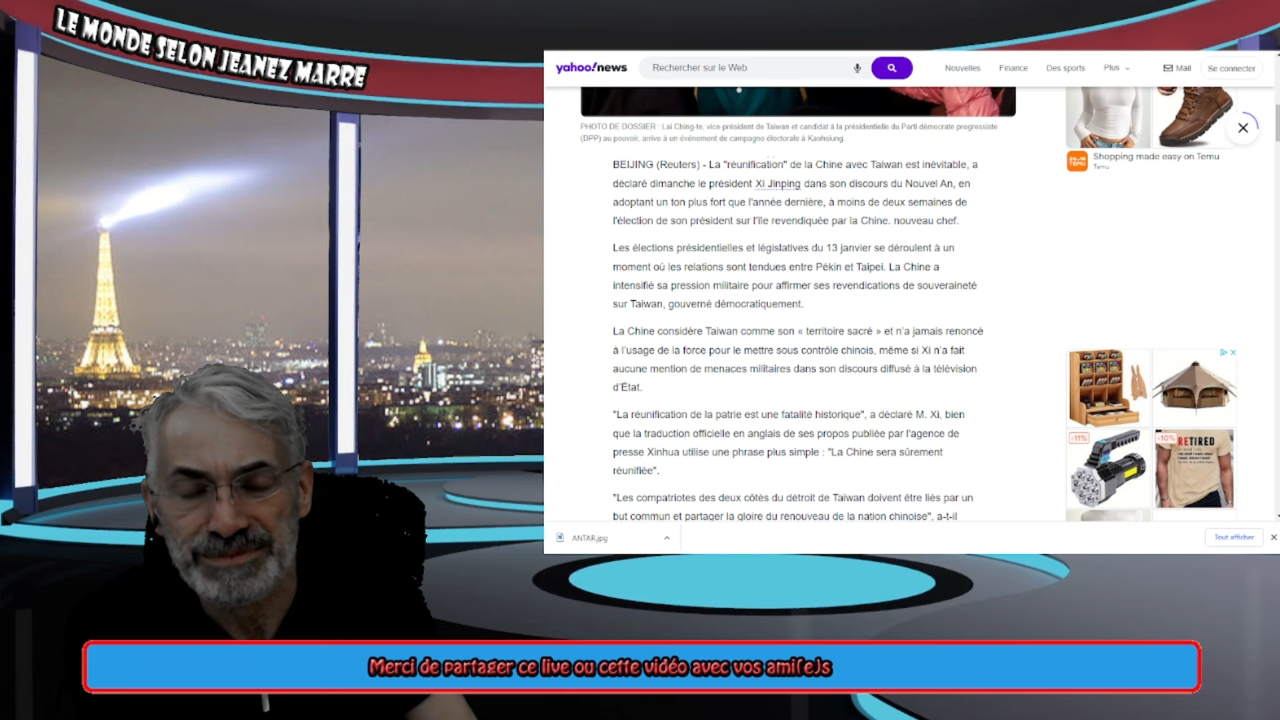 LE MONDE SELON JEANEZ MARRE
yahoo!news
Rechercher sur le Web
Nouvelles
Finance
Des sports
Plus
Mail
Se connecter
PHOTO DE DOSSIER : Lai Ching-te, vice-président de Taiwan et candidat à la présidentielle du Parti démocrate progressiste
(DPP) au pouvoir, arrive à un événement de campagne électorale à Kaohsiung.
BEIJING (Reuters) - La "réunification" de la Chine avec Taiwan est inévitable, a
déclaré dimanche le président Xi Jinping dans son discours du Nouvel An, en
adoptant un ton plus fort que l'année dernière, à moins de deux semaines de
l'élection de son président sur l'île revendiquée par la Chine. nouveau chef.
Les élections présidentielles et législatives du 13 janvier se déroulent à un
moment où les relations sont tendues entre Pékin et Taipei. La Chine a
intensifié sa pression militaire pour affirmer ses revendications de souveraineté
sur Taiwan, gouverné démocratiquement.
La Chine considère Taiwan comme son « territoire sacré » et n'a jamais renoncé
à l'usage de la force pour le mettre sous contrôle chinois, même si Xi n'a fait
aucune mention de menaces militaires dans son discours diffusé à la télévision
d'État.
"La réunification de la patrie est une fatalité historique", a déclaré M. Xi, bien
que la traduction officielle en anglais de ses propos publiée par l'agence de
presse Xinhua utilise une phrase plus simple : "La Chine sera sûrement
réunifiée".
"Les compatriotes des deux côtés du détroit de Taiwan doivent être liés par un
but commun et partager la gloire du renouveau de la nation chinoise", a-t-il
Shopping made easy on Temu
Temu
-11%
-10%
RETIRED
ANTAR.jpg
Tout afficher
Merci de partager ce live ou cette vidéo avec vos ami(e)s